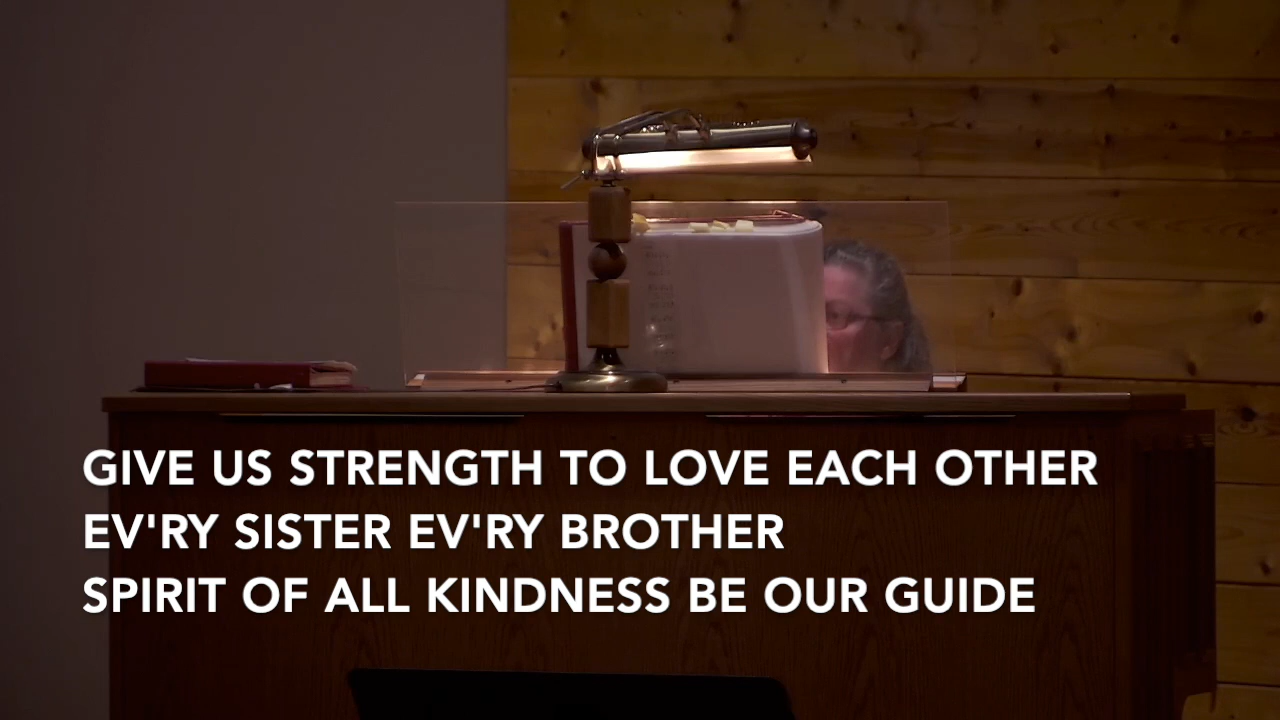 GIVE US STRENGTH TO LOVE EACH OTHER
EV'RY SISTER EV'RY BROTHER
SPIRIT OF ALL KINDNESS BE OUR GUIDE